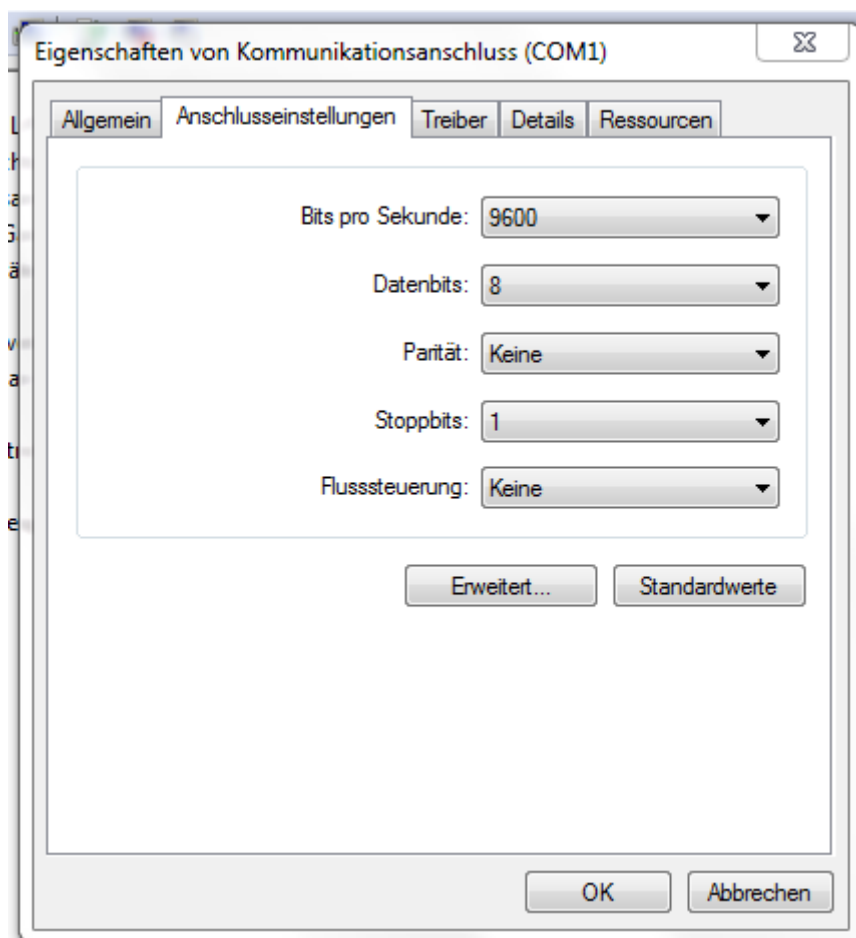 Eigenschaften von Kommunikationsanschluss (COM1)
Allgemein Anschlusseinstellungen Treiber Details Ressourcen
Bits pro Sekunde: 9600
Datenbits: 8
Parität: Keine
Stoppbits: 1
Flusssteuerung: Keine
Erweitert... Standardwerte
OK Abbrechen